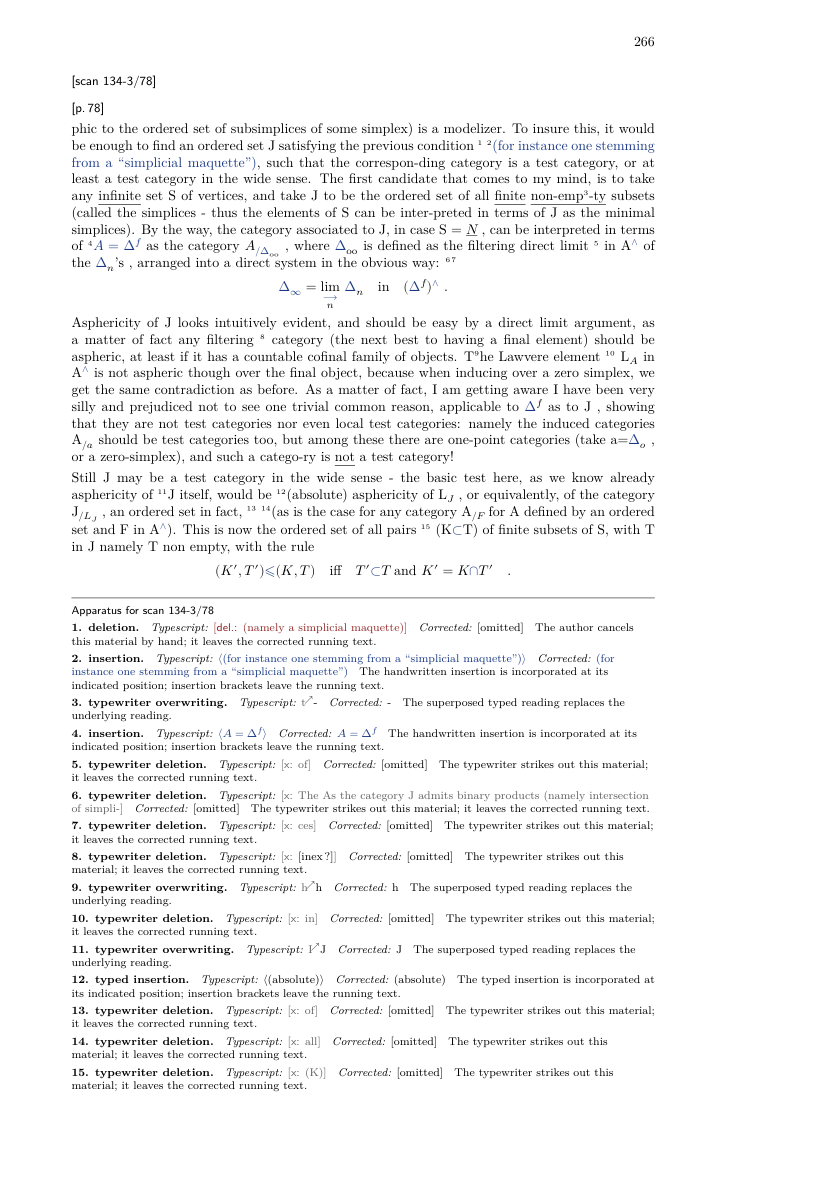 266
[scan 134-3/78]
[p. 78]
phic to the ordered set of subsimplices of some simplex) is a modelizer. To insure this, it would
be enough to find an ordered set J satisfying the previous condition ¹ ²(for instance one stemming
from a “simplicial maquette”), such that the correspon-ding category is a test category, or at
least a test category in the wide sense. The first candidate that comes to my mind, is to take
any infinite set S of vertices, and take J to be the ordered set of all finite non-emp³-ty subsets
(called the simplices - thus the elements of S can be inter-preted in terms of J as the minimal
simplices). By the way, the category associated to J, in case S = N , can be interpreted in terms
of ⁴A = Δᶠ as the category A/Δoo , where Δoo is defined as the filtering direct limit ⁵ in A^ of
the Δn’s , arranged into a direct system in the obvious way: ⁶ ⁷
Δ∞ = lim→n Δn in (Δᶠ)^ .
Asphericity of J looks intuitively evident, and should be easy by a direct limit argument, as
a matter of fact any filtering ⁸ category (the next best to having a final element) should be
aspheric, at least if it has a countable cofinal family of objects. T⁹he Lawvere element ¹⁰ LA in
A^ is not aspheric though over the final object, because when inducing over a zero simplex, we
get the same contradiction as before. As a matter of fact, I am getting aware I have been very
silly and prejudiced not to see one trivial common reason, applicable to Δᶠ as to J , showing
that they are not test categories nor even local test categories: namely the induced categories
A/a should be test categories too, but among these there are one-point categories (take a=Δo ,
or a zero-simplex), and such a catego-ry is not a test category!
Still J may be a test category in the wide sense - the basic test here, as we know already
asphericity of ¹¹J itself, would be ¹²(absolute) asphericity of LJ , or equivalently, of the category
J/LJ , an ordered set in fact, ¹³ ¹⁴(as is the case for any category A/F for A defined by an ordered
set and F in A^). This is now the ordered set of all pairs ¹⁵ (K⊂T) of finite subsets of S, with T
in J namely T non empty, with the rule
(K′, T′)⩽(K, T) iff T′⊂T and K′ = K∩T′ .
Apparatus for scan 134-3/78
1. deletion. Typescript: [del.: (namely a simplicial maquette)] Corrected: [omitted] The author cancels
this material by hand; it leaves the corrected running text.
2. insertion. Typescript: ⟨(for instance one stemming from a “simplicial maquette”)⟩ Corrected: (for
instance one stemming from a “simplicial maquette”) The handwritten insertion is incorporated at its
indicated position; insertion brackets leave the running text.
3. typewriter overwriting. Typescript: t↗- Corrected: - The superposed typed reading replaces the
underlying reading.
4. insertion. Typescript: ⟨A = Δᶠ⟩ Corrected: A = Δᶠ The handwritten insertion is incorporated at its
indicated position; insertion brackets leave the running text.
5. typewriter deletion. Typescript: [x: of] Corrected: [omitted] The typewriter strikes out this material;
it leaves the corrected running text.
6. typewriter deletion. Typescript: [x: The As the category J admits binary products (namely intersection
of simpli-] Corrected: [omitted] The typewriter strikes out this material; it leaves the corrected running text.
7. typewriter deletion. Typescript: [x: ces] Corrected: [omitted] The typewriter strikes out this material;
it leaves the corrected running text.
8. typewriter deletion. Typescript: [x: [inex ?]] Corrected: [omitted] The typewriter strikes out this
material; it leaves the corrected running text.
9. typewriter overwriting. Typescript: h↗h Corrected: h The superposed typed reading replaces the
underlying reading.
10. typewriter deletion. Typescript: [x: in] Corrected: [omitted] The typewriter strikes out this material;
it leaves the corrected running text.
11. typewriter overwriting. Typescript: I↗J Corrected: J The superposed typed reading replaces the
underlying reading.
12. typed insertion. Typescript: ⟨(absolute)⟩ Corrected: (absolute) The typed insertion is incorporated at
its indicated position; insertion brackets leave the running text.
13. typewriter deletion. Typescript: [x: of] Corrected: [omitted] The typewriter strikes out this material;
it leaves the corrected running text.
14. typewriter deletion. Typescript: [x: all] Corrected: [omitted] The typewriter strikes out this
material; it leaves the corrected running text.
15. typewriter deletion. Typescript: [x: (K)] Corrected: [omitted] The typewriter strikes out this
material; it leaves the corrected running text.